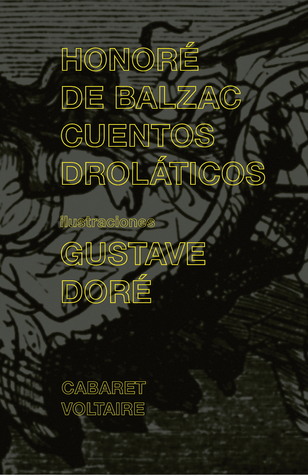 HONORÉ
DE BALZAC
CUENTOS
DROLÁTICOS
ilustraciones
GUSTAVE
DORÉ
CABARET
VOLTAIRE